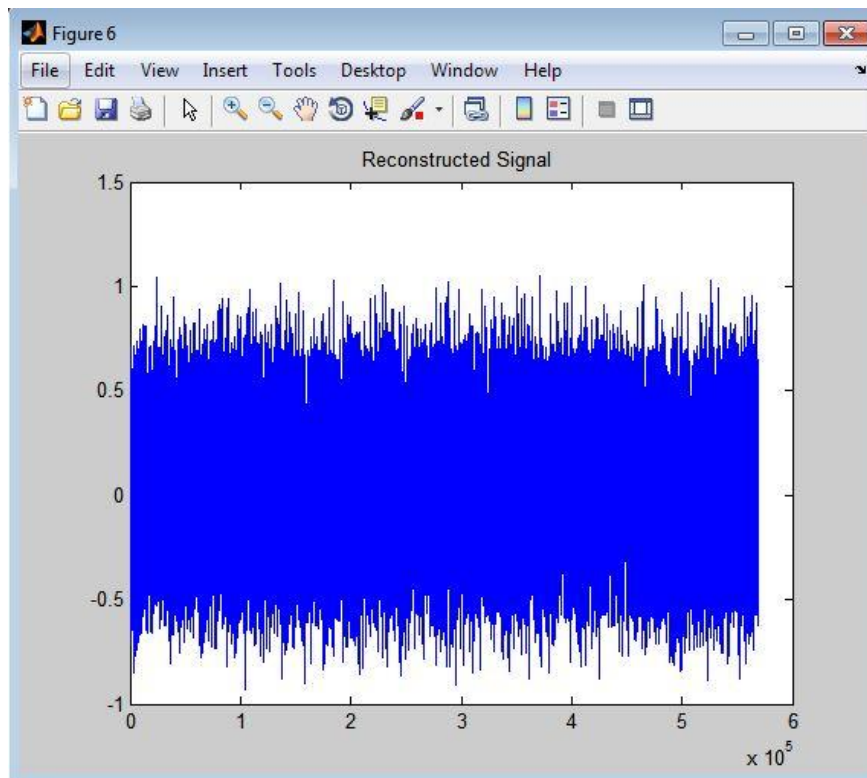 Figure 6
File Edit View Insert Tools Desktop Window Help
Reconstructed Signal
1.5
1
0.5
0
-0.5
-1
0 1 2 3 4 5 6
x 10^5